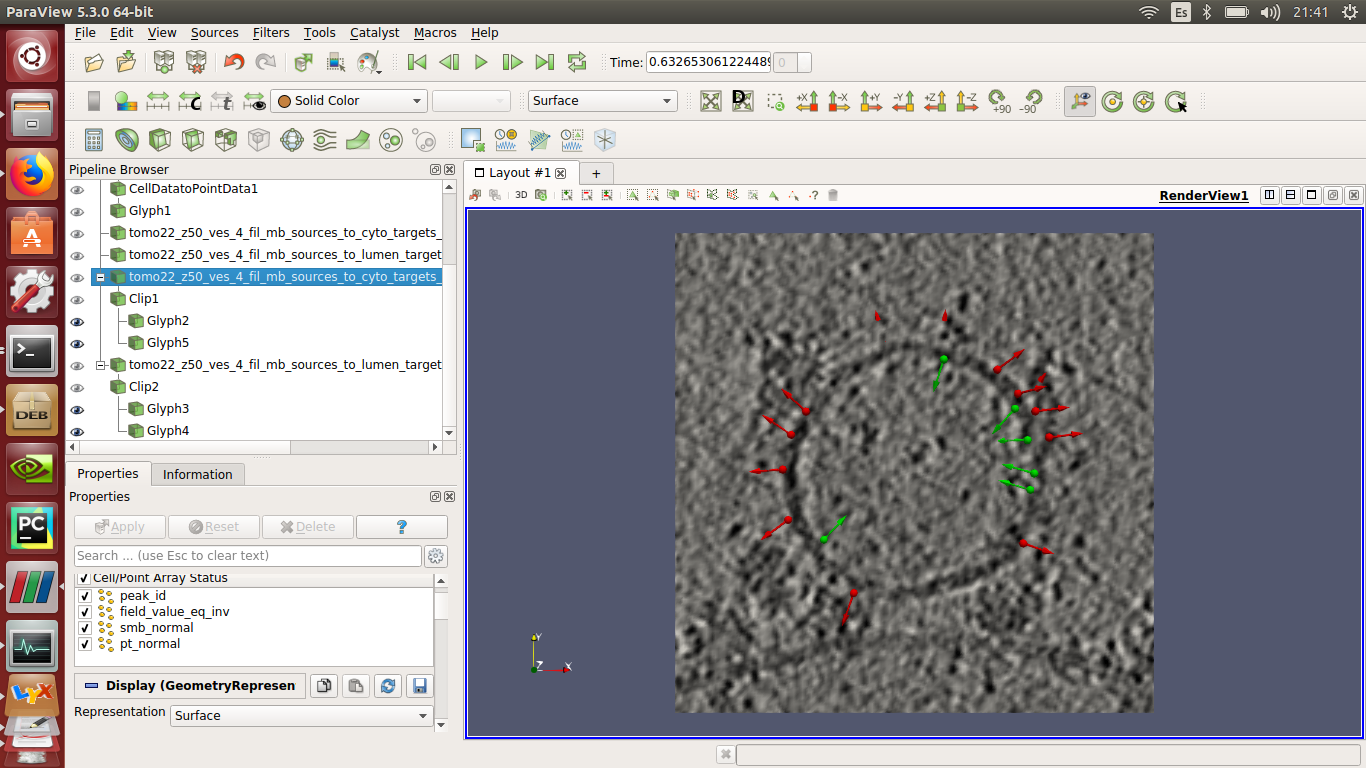 ParaView 5.3.0 64-bit
Es
21:41
File Edit View Sources Filters Tools Catalyst Macros Help
Time: 0.632653061224489 0
Solid Color
Surface
+X -X +Y -Y +Z -Z +90 -90
Pipeline Browser
CellDatatoPointData1
Glyph1
tomo22_z50_ves_4_fil_mb_sources_to_cyto_targets_
tomo22_z50_ves_4_fil_mb_sources_to_lumen_target
tomo22_z50_ves_4_fil_mb_sources_to_cyto_targets_
Clip1
Glyph2
Glyph5
tomo22_z50_ves_4_fil_mb_sources_to_lumen_target
Clip2
Glyph3
Glyph4
Properties Information
Properties
Apply Reset Delete ?
Search ... (use Esc to clear text)
Cell/Point Array Status
peak_id
field_value_eq_inv
smb_normal
pt_normal
Display (GeometryRepresen
Representation Surface
Layout #1 +
3D
RenderView1
Y
Z X
DEB
PC
LYX